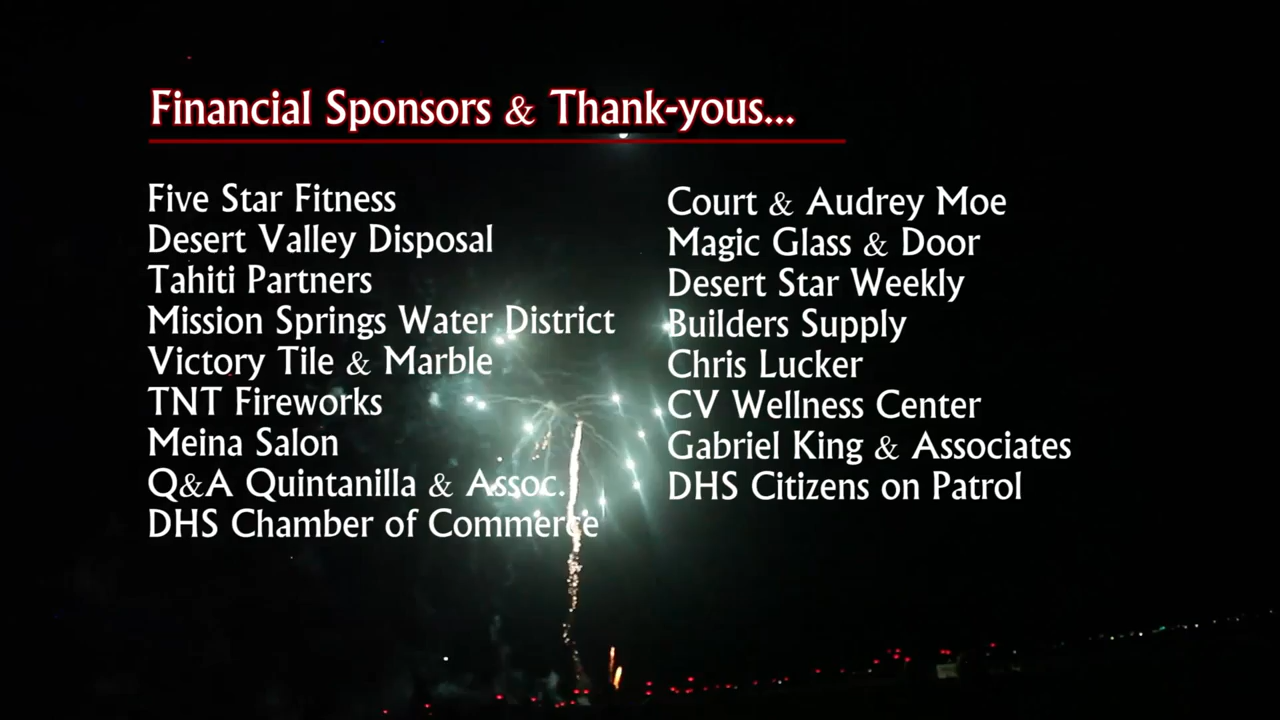 Financial Sponsors & Thank-yous...
Five Star Fitness
Desert Valley Disposal
Tahiti Partners
Mission Springs Water District
Victory Tile & Marble
TNT Fireworks
Meina Salon
Q&A Quintanilla & Assoc.
DHS Chamber of Commerce
Court & Audrey Moe
Magic Glass & Door
Desert Star Weekly
Builders Supply
Chris Lucker
CV Wellness Center
Gabriel King & Associates
DHS Citizens on Patrol